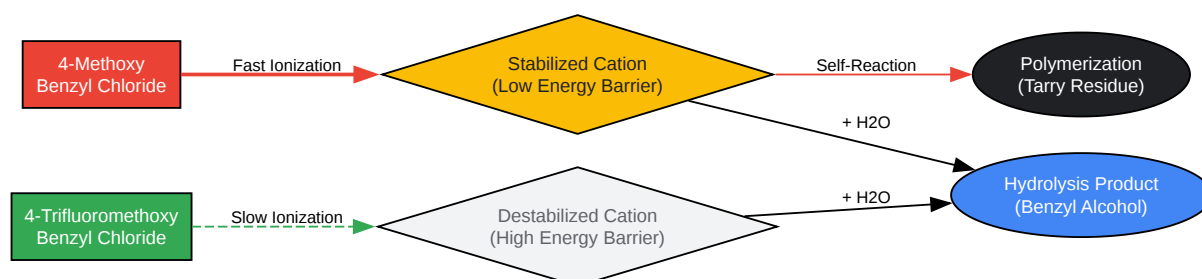 4-Methoxy
Benzyl Chloride
Fast Ionization
Stabilized Cation
(Low Energy Barrier)
Self-Reaction
Polymerization
(Tarry Residue)
+ H2O
4-Trifluoromethoxy
Benzyl Chloride
Slow Ionization
Destabilized Cation
(High Energy Barrier)
+ H2O
Hydrolysis Product
(Benzyl Alcohol)